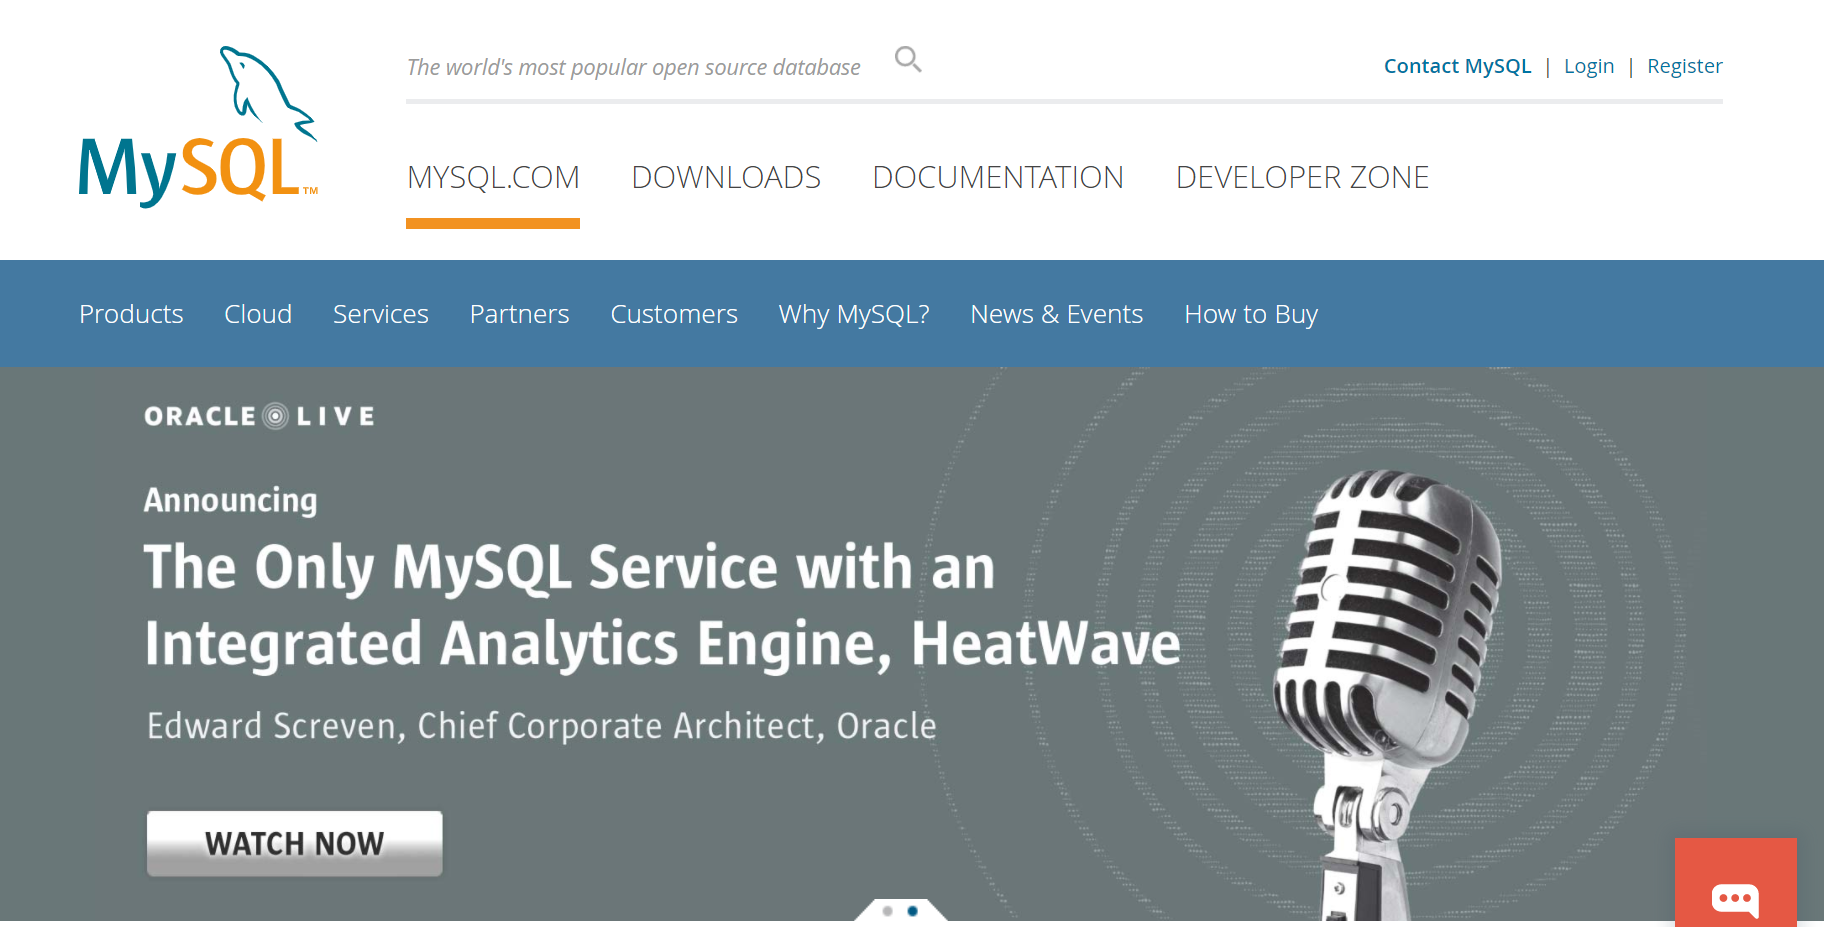 MySQL™
The world's most popular open source database
Contact MySQL | Login | Register
MYSQL.COM DOWNLOADS DOCUMENTATION DEVELOPER ZONE
Products Cloud Services Partners Customers Why MySQL? News & Events How to Buy
ORACLE LIVE
Announcing
The Only MySQL Service with an
Integrated Analytics Engine, HeatWave
Edward Screven, Chief Corporate Architect, Oracle
WATCH NOW